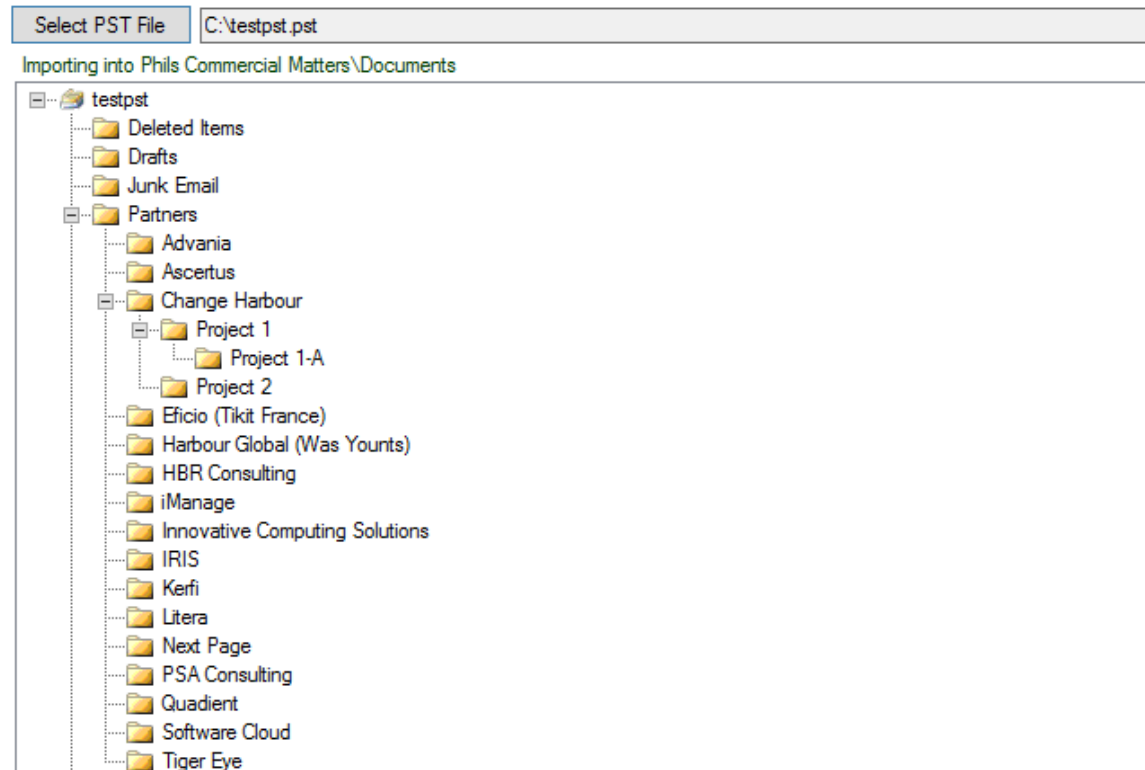 Select PST File C:\testpst.pst
Importing into Phils Commercial Matters\Documents
testpst
Deleted Items
Drafts
Junk Email
Partners
Advania
Ascertus
Change Harbour
Project 1
Project 1-A
Project 2
Eficio (Tikit France)
Harbour Global (Was Younts)
HBR Consulting
iManage
Innovative Computing Solutions
IRIS
Kerfi
Litera
Next Page
PSA Consulting
Quadient
Software Cloud
Tiger Eye